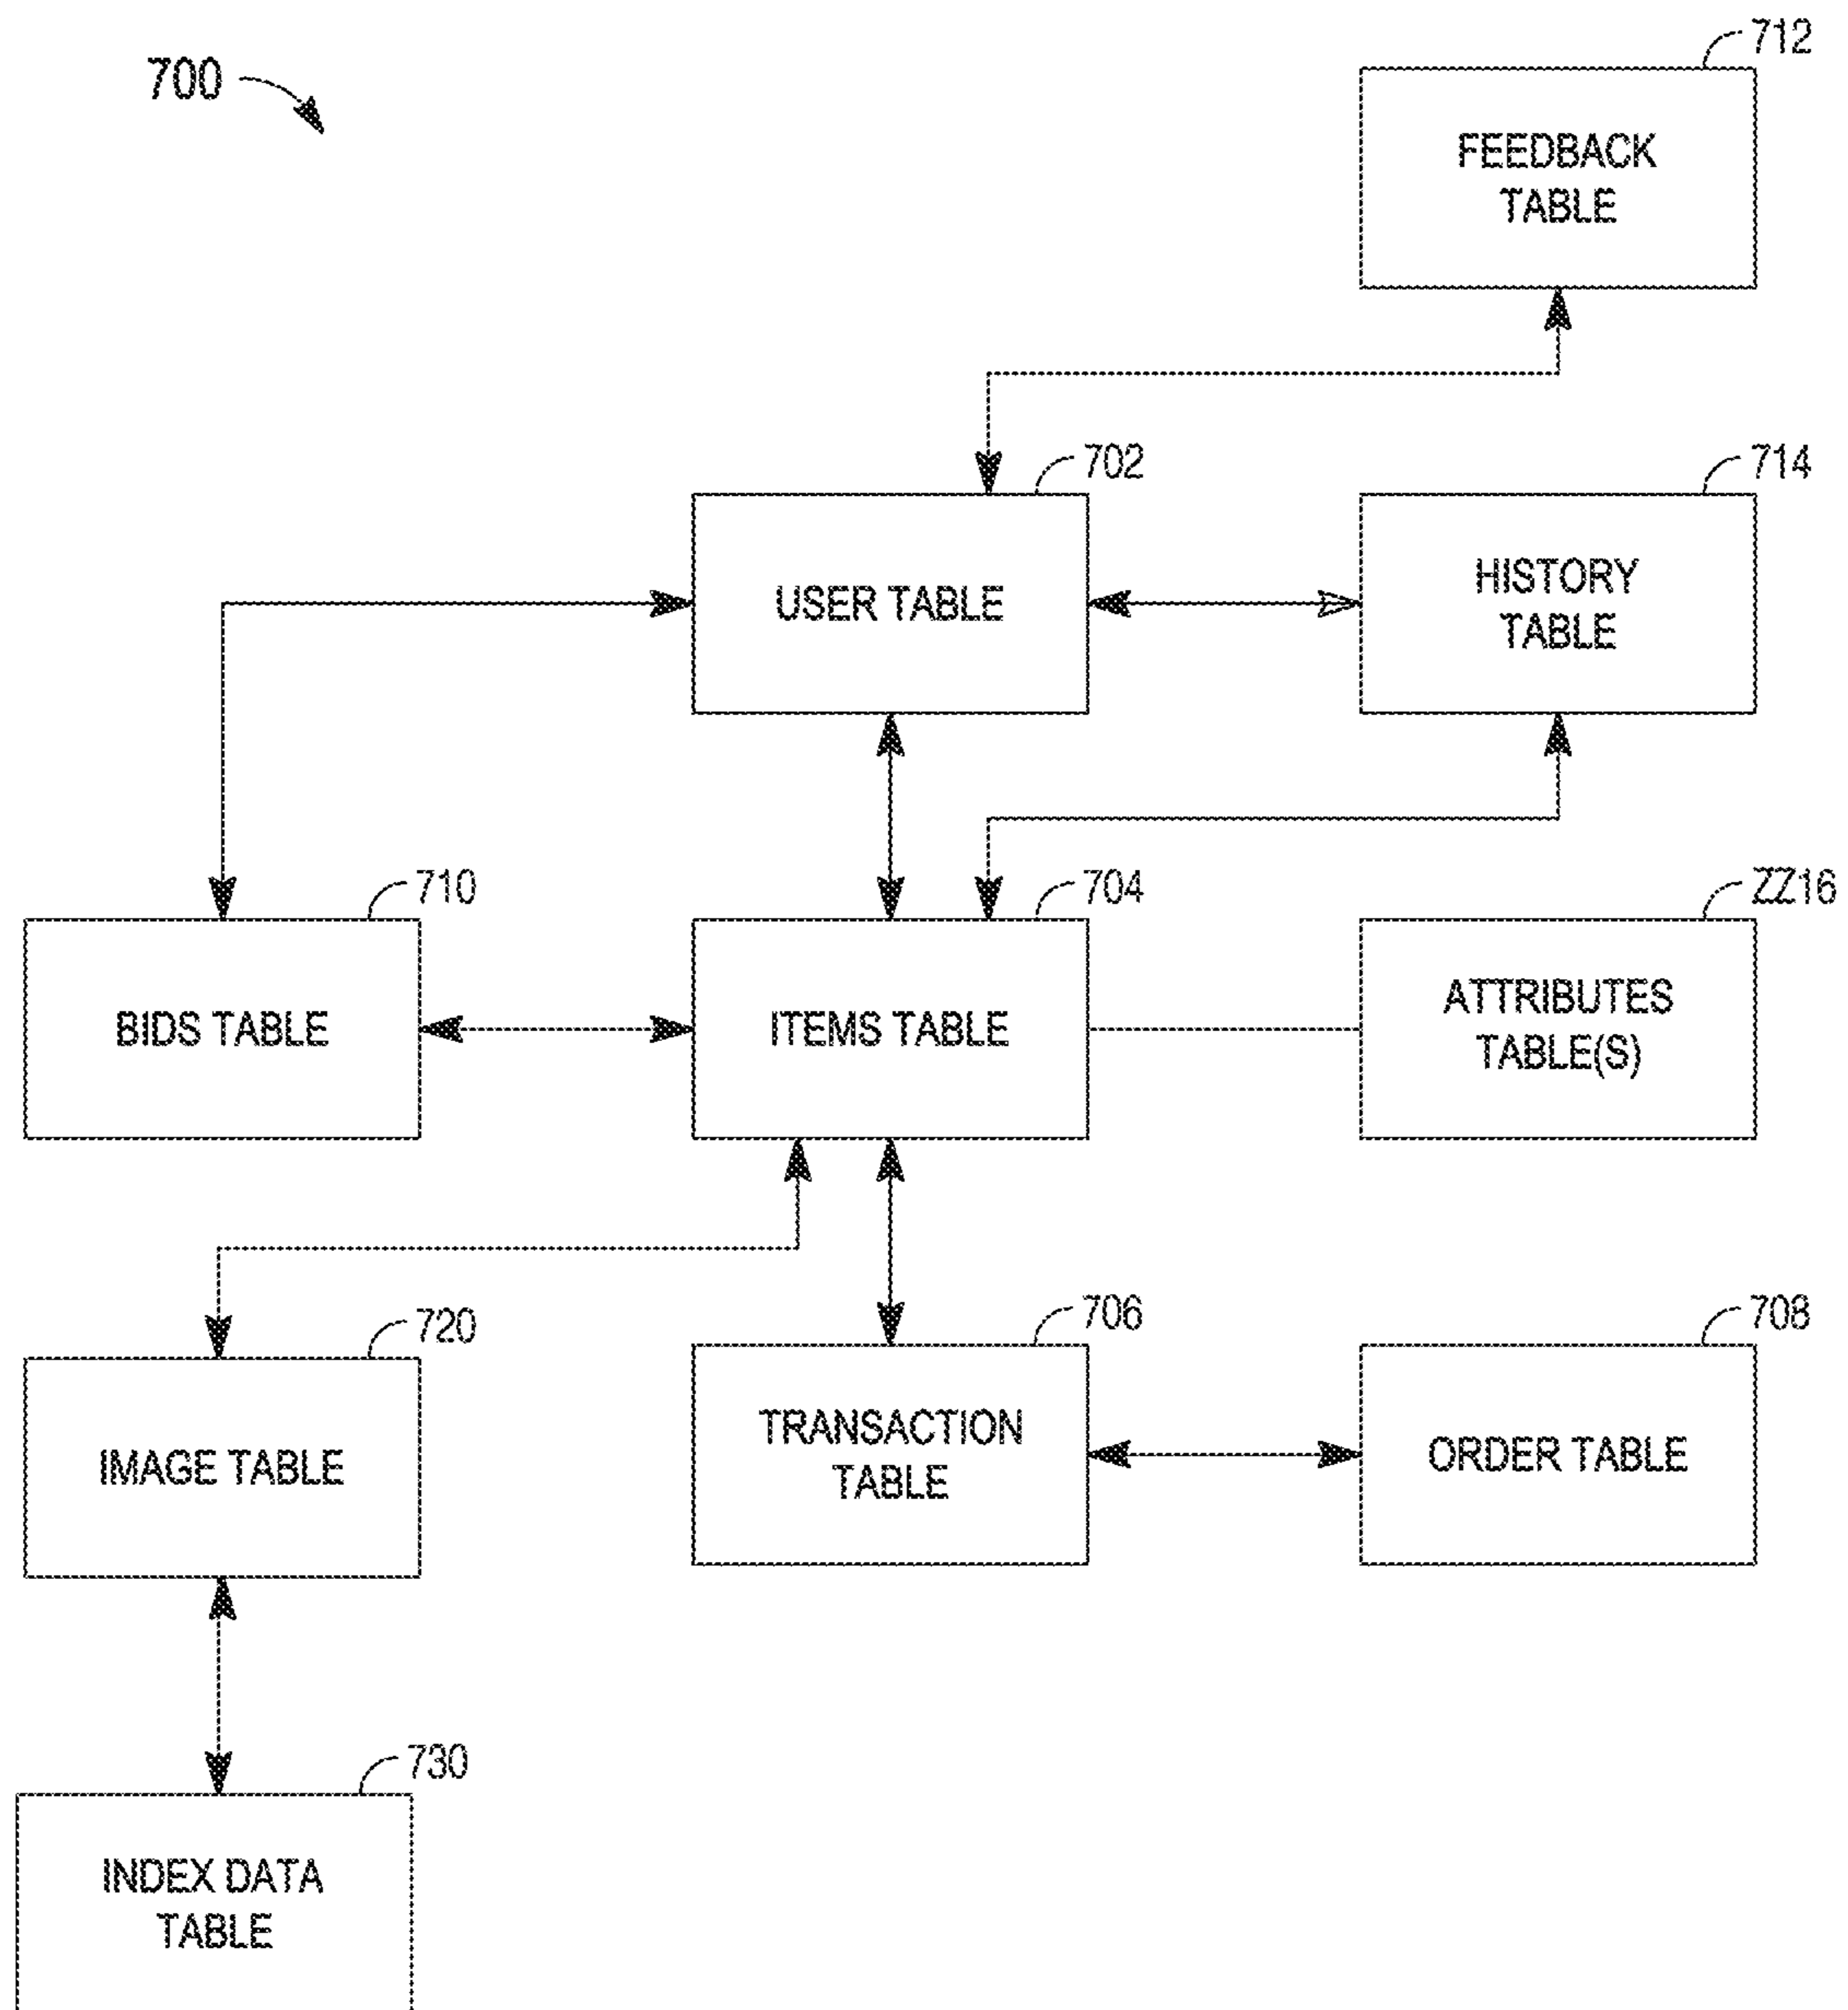 700
712
FEEDBACK
TABLE
702
714
USER TABLE
HISTORY
TABLE
710
704
ZZ16
BIDS TABLE
ITEMS TABLE
ATTRIBUTES
TABLE(S)
720
706
708
IMAGE TABLE
TRANSACTION
TABLE
ORDER TABLE
730
INDEX DATA
TABLE